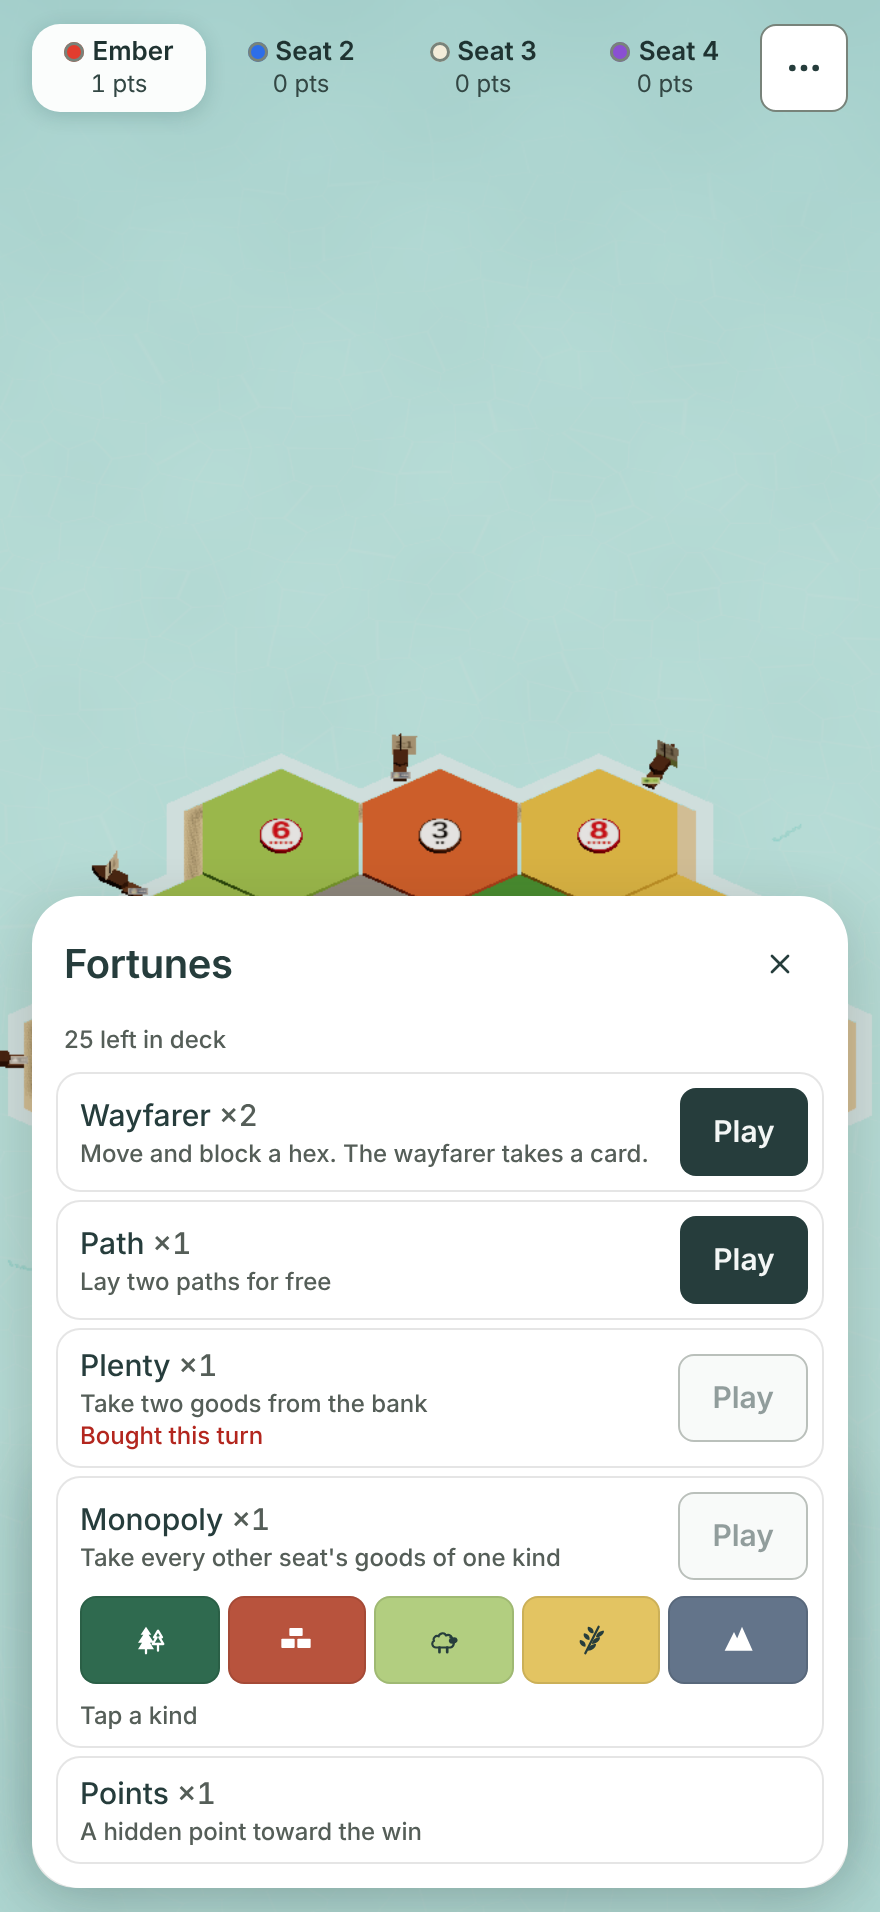 Ember
1 pts
Seat 2
0 pts
Seat 3
0 pts
Seat 4
0 pts
6
3
8
Fortunes
25 left in deck
Wayfarer ×2
Move and block a hex. The wayfarer takes a card.
Play
Path ×1
Lay two paths for free
Play
Plenty ×1
Take two goods from the bank
Bought this turn
Play
Monopoly ×1
Take every other seat's goods of one kind
Play
Tap a kind
Points ×1
A hidden point toward the win